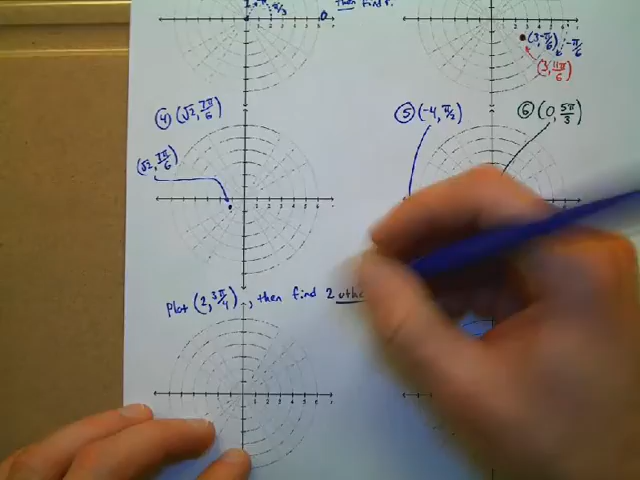 then find
(3, -π/6) -π/6
(3, 11π/6)
④ (√2, 7π/6)
⑤ (-4, π/2)
⑥ (0, 5π/3)
(√2, 7π/6)
Plot (2, 3π/4), then find 2